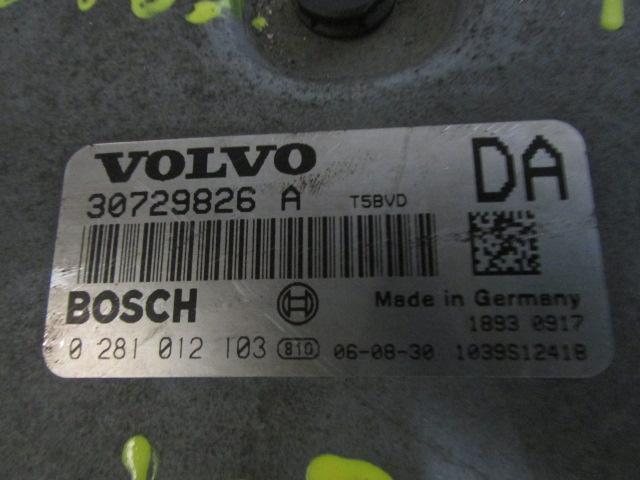 VOLVO
DA
30729826 A T5BVD
BOSCH
Made in Germany
1893 0917
0 281 012 103 810 06-08-30 1039S12418